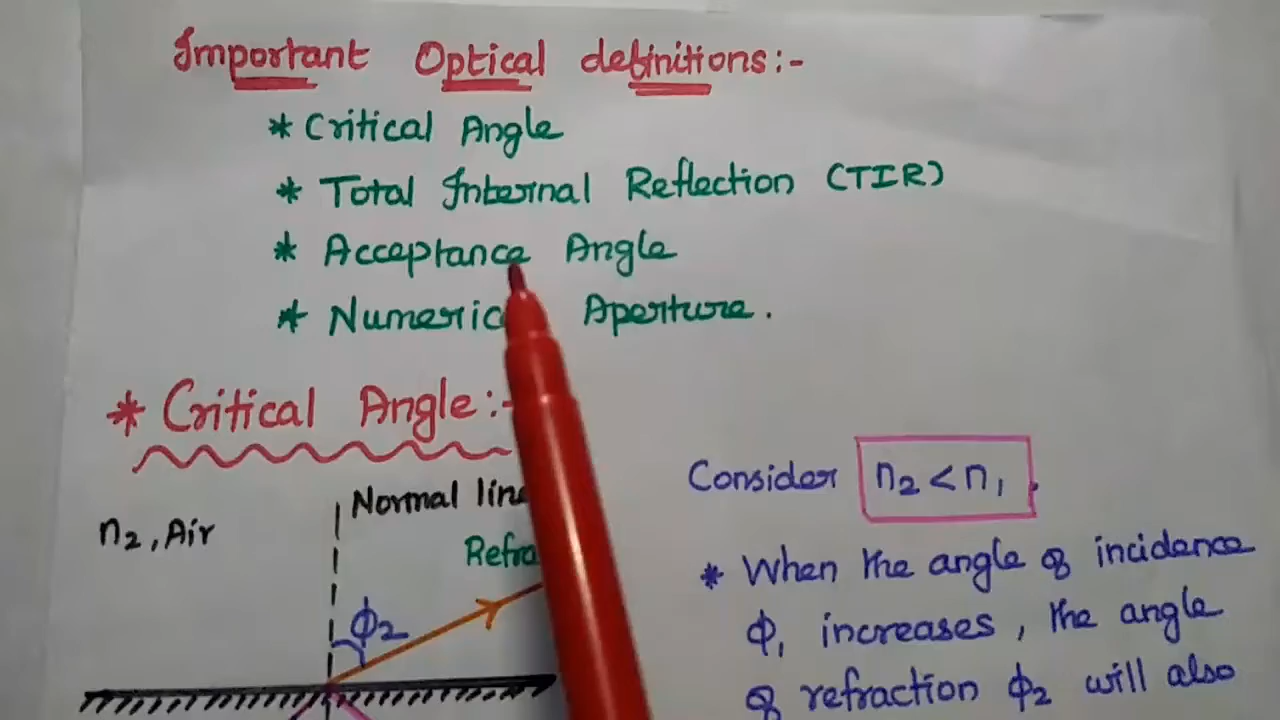 Important Optical definitions:-
* Critical Angle
* Total Internal Reflection (TIR)
* Acceptance Angle
* Numeric Aperture.
* Critical Angle:-
Normal line
n2, Air
Refra
ϕ2
Consider n2 < n1.
* When the angle of incidence
ϕ1 increases, the angle
of refraction ϕ2 will also